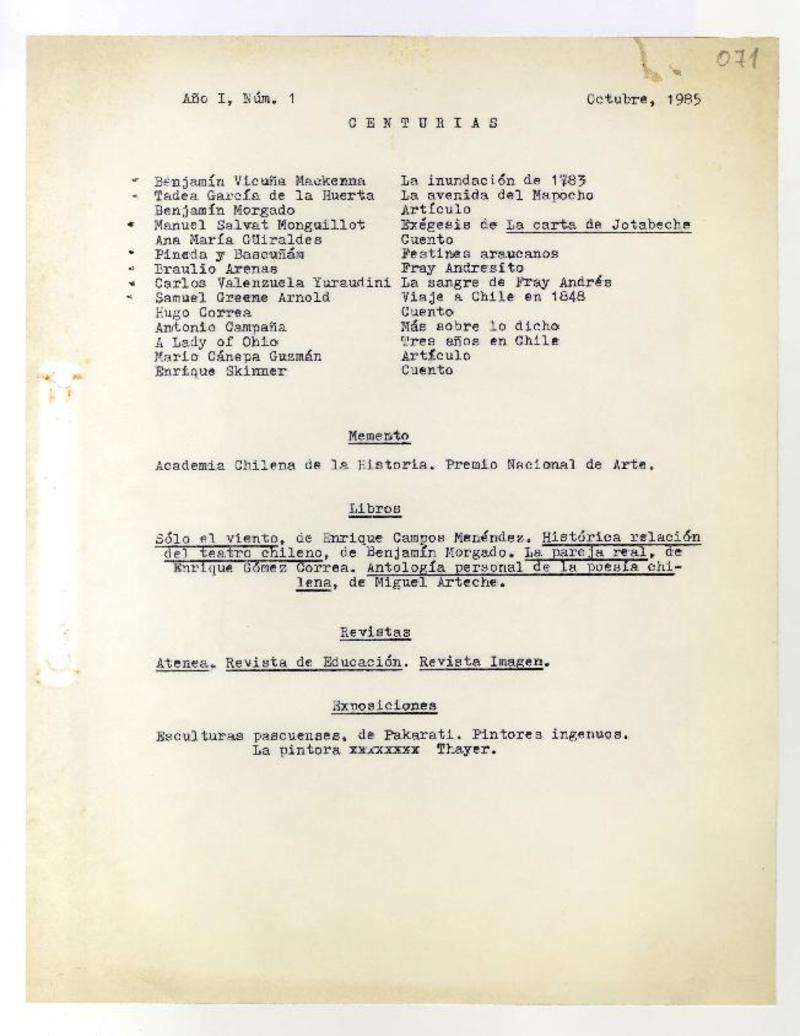 071
Año I, Núm. 1 Octubre, 1985
C E N T U R I A S
Benjamín Vicuña Mackenna La inundación de 1783
Tadea García de la Huerta La avenida del Mapocho
Benjamín Morgado Artículo
Manuel Salvat Monguillot Exégesis de La carta de Jotabeche
Ana María Güiraldes Cuento
Pineda y Bascuñám Festines araucanos
Braulio Arenas Fray Andresito
Carlos Valenzuela Yuraudini La sangre de Fray Andrés
Samuel Greene Arnold Viaje a Chile en 1848
Hugo Correa Cuento
Antonio Campaña Más sobre lo dicho
A Lady of Ohio Tres años en Chile
Mario Cánepa Guzmán Artículo
Enrique Skinner Cuento
Memento
Academia Chilena de la Historia. Premio Nacional de Arte.
Libros
Sólo el viento, de Enrique Campos Menéndez. Histórica relación
del teatro chileno, de Benjamín Morgado. La pareja real, de
Enrique Gómez Correa. Antología personal de la poesía chi-
lena, de Miguel Arteche.
Revistas
Atenea. Revista de Educación. Revista Imagen.
Exposiciones
Esculturas pascuenses, de Pakarati. Pintores ingenuos.
La pintora xxxxxxxx Thayer.